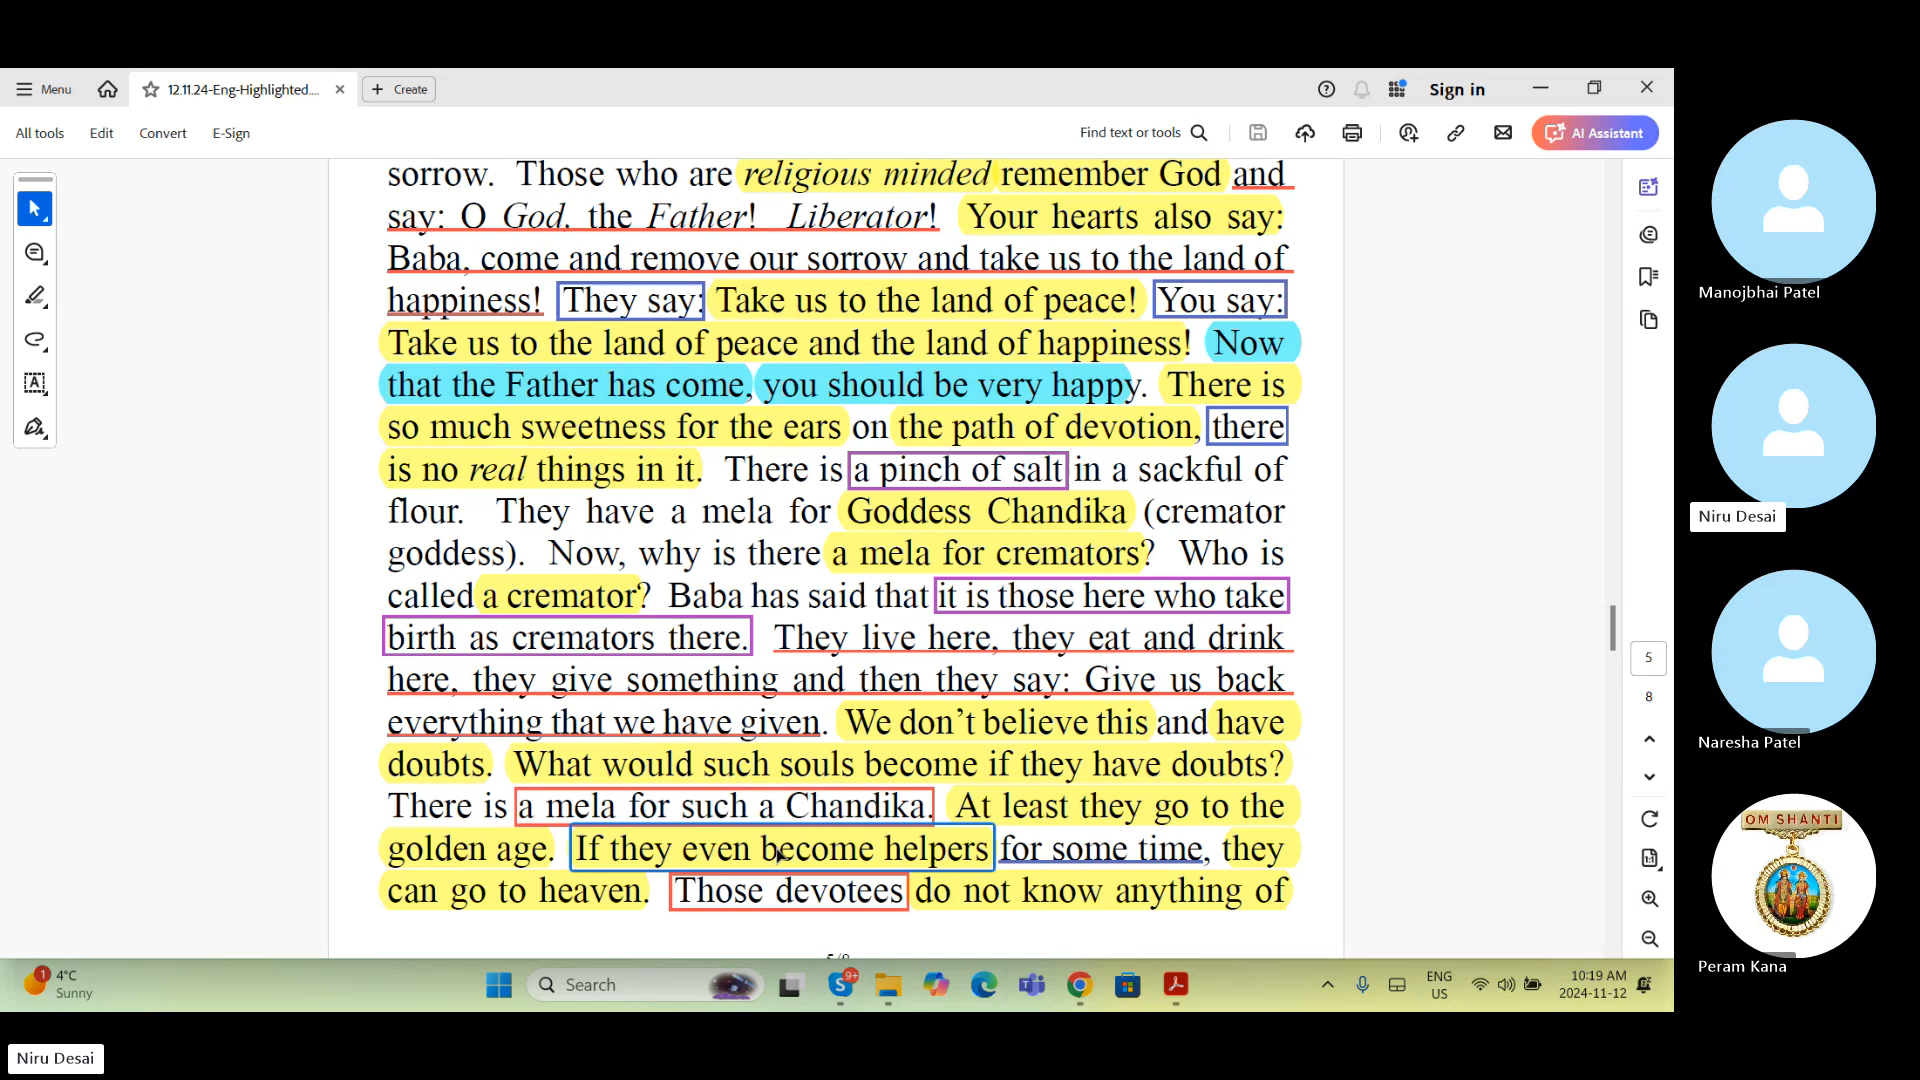 Menu
12.11.24-Eng-Highlighted....
Create
Sign in
All tools
Edit
Convert
E-Sign
Find text or tools
AI Assistant
sorrow. Those who are religious minded remember God and
say: O God, the Father! Liberator! Your hearts also say:
Baba, come and remove our sorrow and take us to the land of
happiness! They say: Take us to the land of peace! You say:
Take us to the land of peace and the land of happiness! Now
that the Father has come, you should be very happy. There is
so much sweetness for the ears on the path of devotion, there
is no real things in it. There is a pinch of salt in a sackful of
flour. They have a mela for Goddess Chandika (cremator
goddess). Now, why is there a mela for cremators? Who is
called a cremator? Baba has said that it is those here who take
birth as cremators there. They live here, they eat and drink
here, they give something and then they say: Give us back
everything that we have given. We don't believe this and have
doubts. What would such souls become if they have doubts?
There is a mela for such a Chandika. At least they go to the
golden age. If they even become helpers for some time, they
can go to heaven. Those devotees do not know anything of
5
8
1
4°C
Sunny
Search
9+
ENG
US
10:19 AM
2024-11-12
Manojbhai Patel
Niru Desai
Naresha Patel
OM SHANTI
Peram Kana
Niru Desai